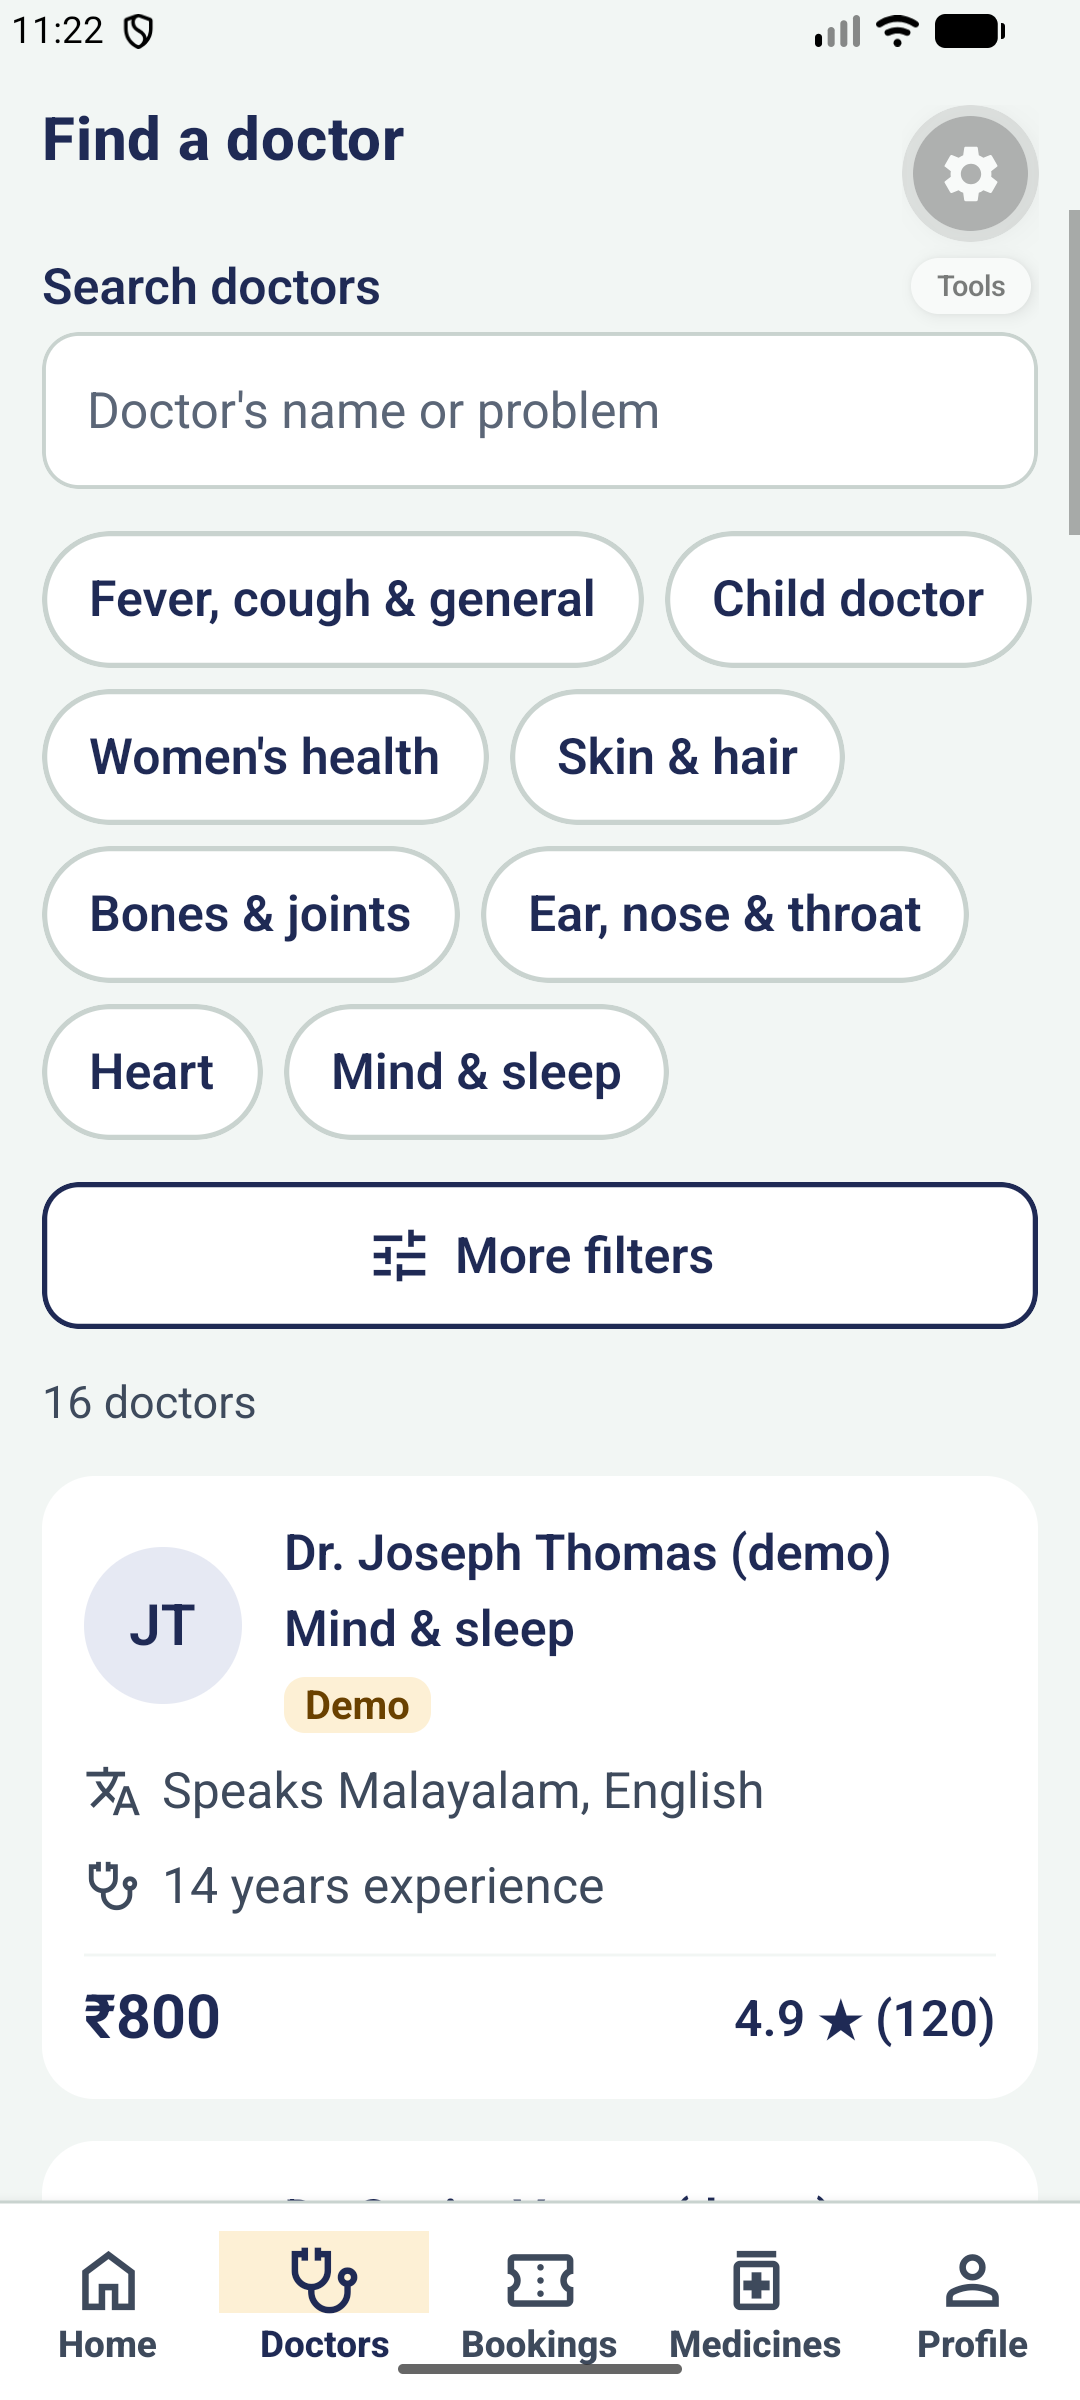 11:22
Find a doctor
Tools
Search doctors
Doctor's name or problem
Fever, cough & general
Child doctor
Women's health
Skin & hair
Bones & joints
Ear, nose & throat
Heart
Mind & sleep
More filters
16 doctors
JT
Dr. Joseph Thomas (demo)
Mind & sleep
Demo
Speaks Malayalam, English
14 years experience
₹800
4.9 ★ (120)
Home
Doctors
Bookings
Medicines
Profile